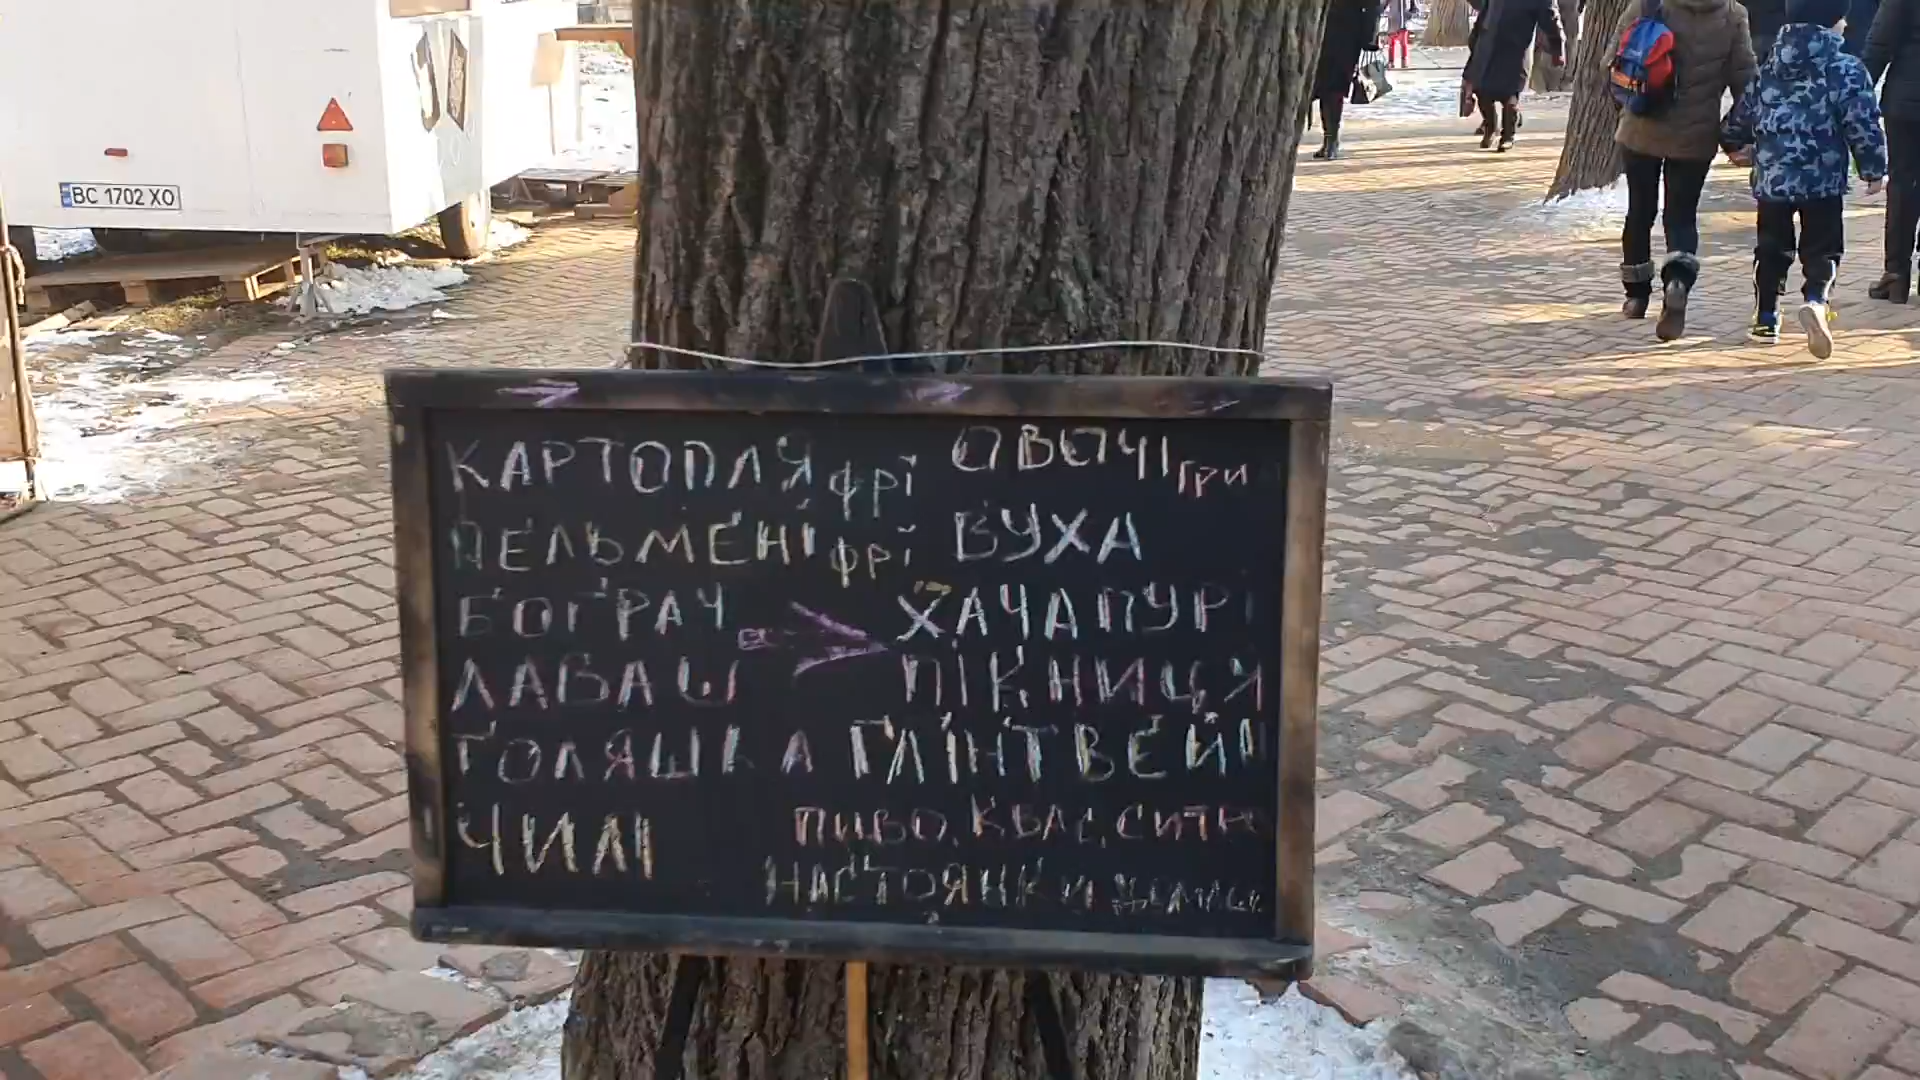 BC 1702 XO
КАРТОПЛЯ фрі
ПЕЛЬМЕНІ фрі
БОГРАЧ
ЛАВАШ
ГОЛЯШКА
ЧИЛІ
ОВОЧІ гри
ВУХА
ХАЧАПУРІ
ПІКНИЦЯ
ГЛІНТВЕЙН
ПИВО, КВАС, СИТН
НАСТОЯНКИ